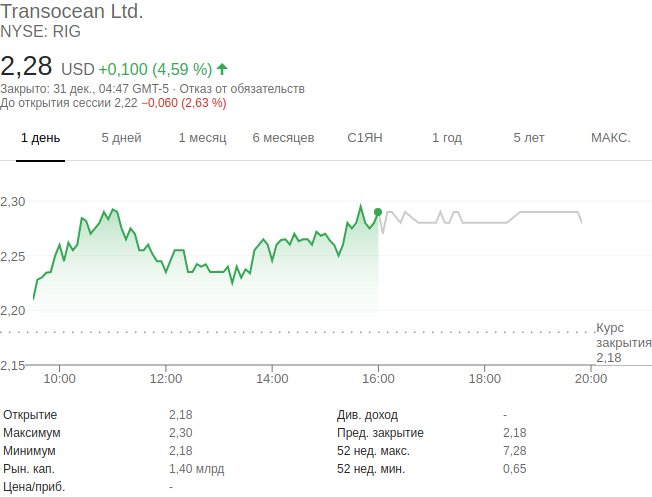 Transocean Ltd.
NYSE: RIG
2,28 USD +0,100 (4,59 %)
Закрыто: 31 дек., 04:47 GMT-5 · Отказ от обязательств
До открытия сессии 2,22 −0,060 (2,63 %)
1 день 5 дней 1 месяц 6 месяцев С1ЯН 1 год 5 лет МАКС.
2,30
2,25
2,20
Курс
закрытия
2,18
2,15
10:00 12:00 14:00 16:00 18:00 20:00
Открытие 2,18 Див. доход -
Максимум 2,30 Пред. закрытие 2,18
Минимум 2,18 52 нед. макс. 7,28
Рын. кап. 1,40 млрд 52 нед. мин. 0,65
Цена/приб. -